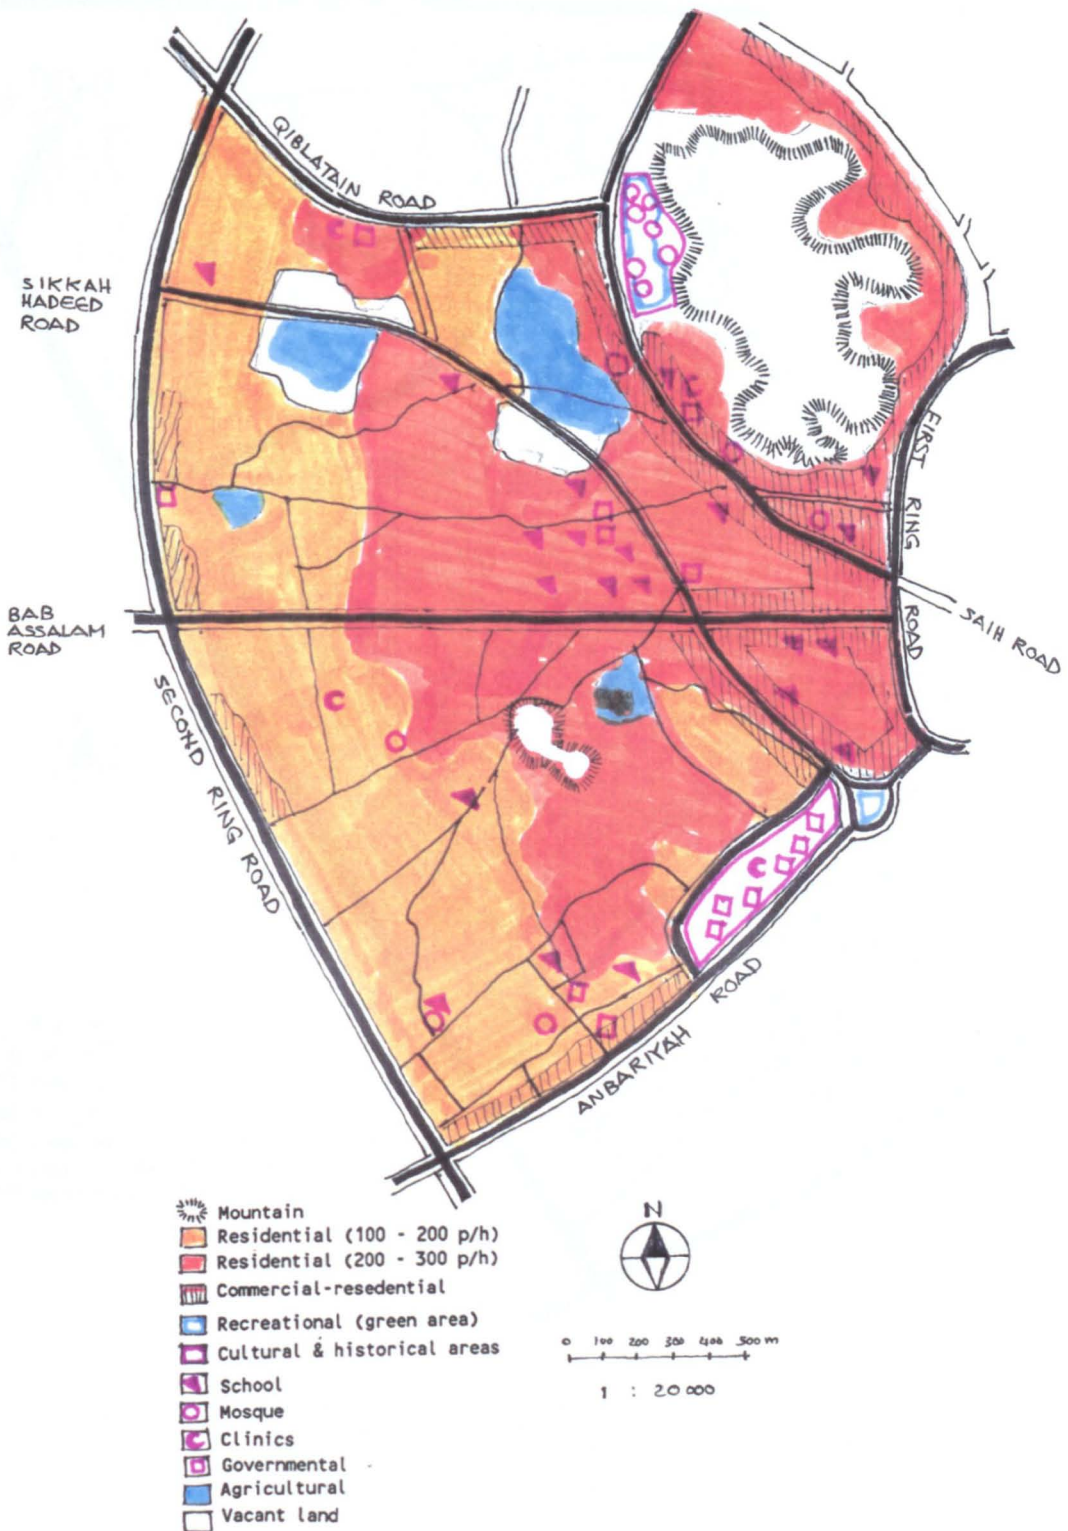 QIBLATAIN ROAD
SIKKAH
HADEED
ROAD
FIRST RING ROAD
BAB
ASSALAM
ROAD
SAIH ROAD
SECOND RING ROAD
ANBARIYAH ROAD
Mountain
Residential (100 - 200 p/h)
Residential (200 - 300 p/h)
Commercial-resedential
Recreational (green area)
Cultural & historical areas
School
Mosque
Clinics
Governmental
Agricultural
Vacant land
N
0 100 200 300 400 500 m
1 : 20 000